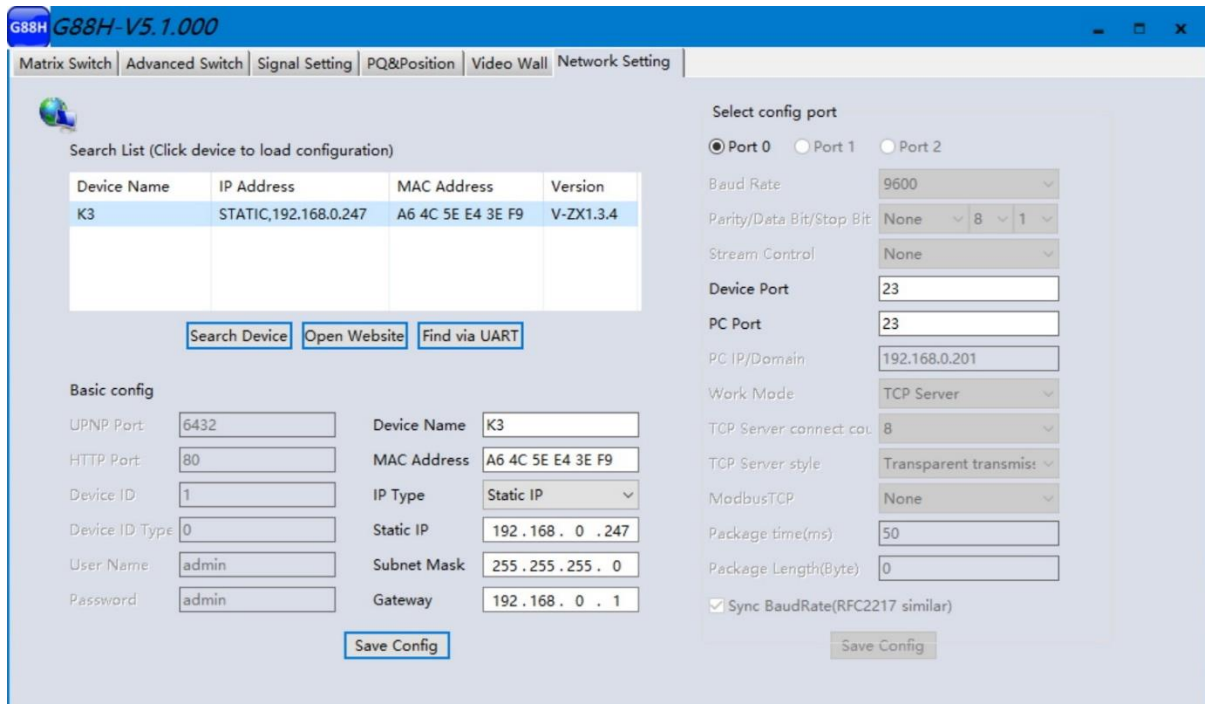 G88H G88H-V5.1.000
Matrix Switch Advanced Switch Signal Setting PQ&Position Video Wall Network Setting
Search List (Click device to load configuration)
Device Name IP Address MAC Address Version
K3 STATIC,192.168.0.247 A6 4C 5E E4 3E F9 V-ZX1.3.4
Search Device Open Website Find via UART
Basic config
UPNP Port 6432 Device Name K3
HTTP Port 80 MAC Address A6 4C 5E E4 3E F9
Device ID 1 IP Type Static IP
Device ID Type 0 Static IP 192.168. 0 .247
User Name admin Subnet Mask 255.255.255. 0
Password admin Gateway 192.168. 0 . 1
Save Config
Select config port
Port 0 Port 1 Port 2
Baud Rate 9600
Parity/Data Bit/Stop Bit None 8 1
Stream Control None
Device Port 23
PC Port 23
PC IP/Domain 192.168.0.201
Work Mode TCP Server
TCP Server connect cou 8
TCP Server style Transparent transmis:
ModbusTCP None
Package time(ms) 50
Package Length(Byte) 0
Sync BaudRate(RFC2217 similar)
Save Config